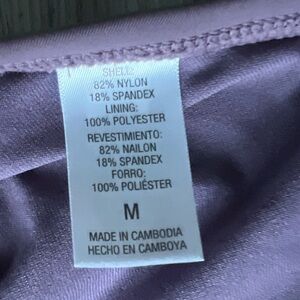 SHELL:
82% NYLON
18% SPANDEX
LINING:
100% POLYESTER
REVESTIMIENTO:
82% NAILON
18% SPANDEX
FORRO:
100% POLIÉSTER
M
MADE IN CAMBODIA
HECHO EN CAMBOYA